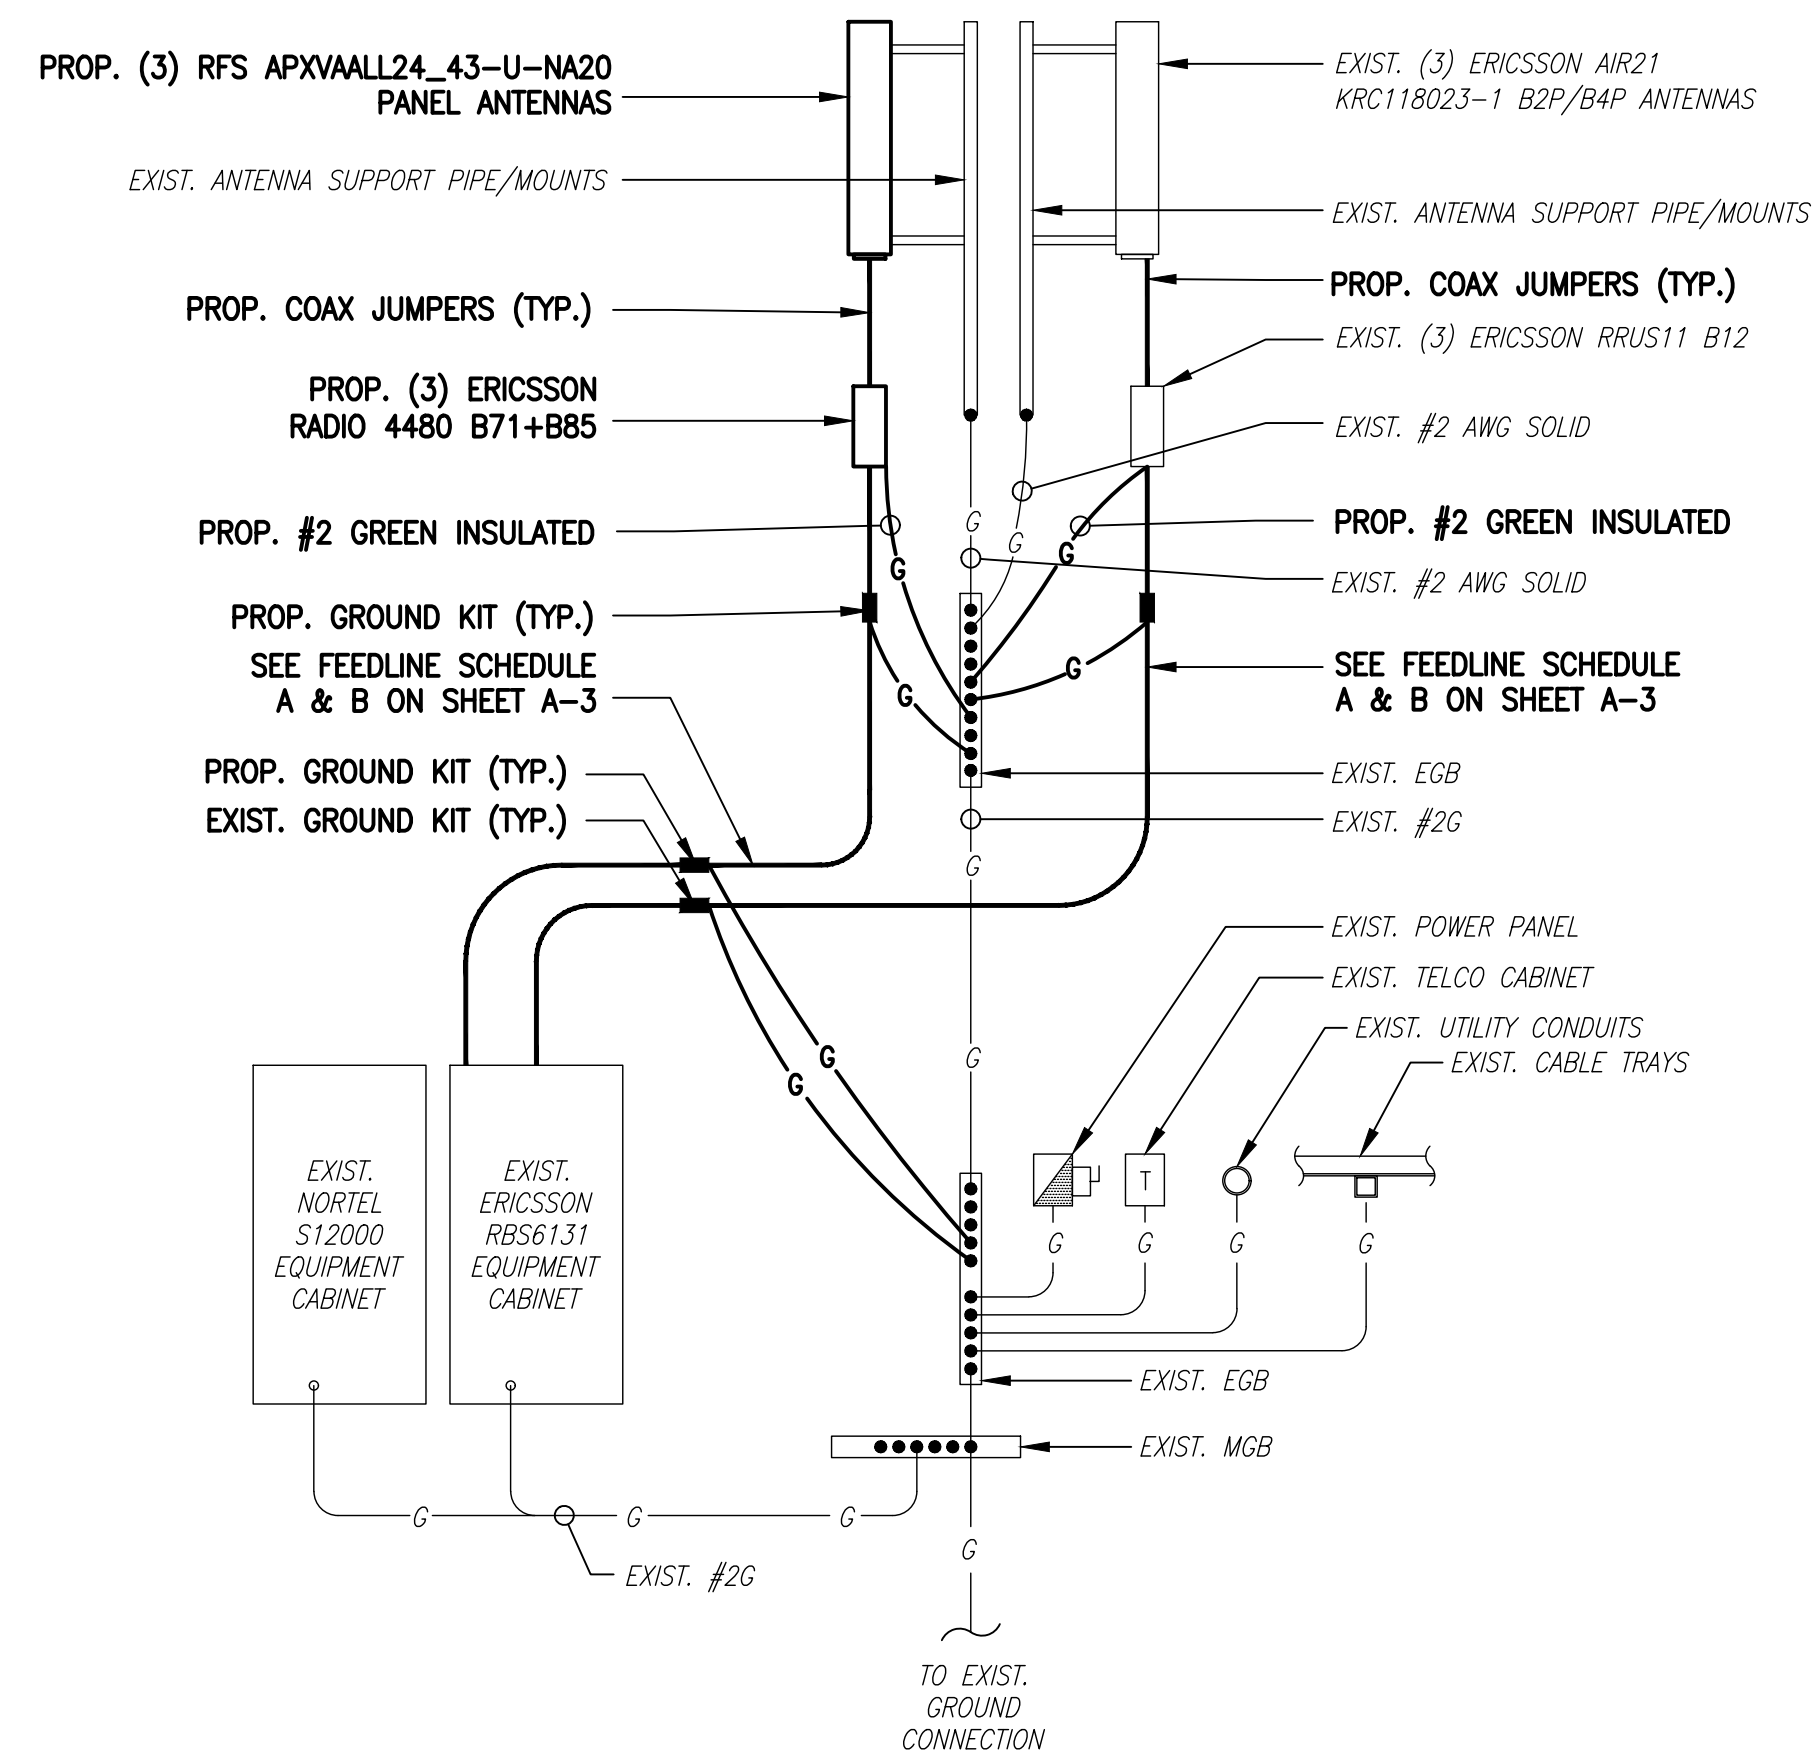 PROP. (3) RFS APXVAALL24_43-U-NA20
PANEL ANTENNAS
EXIST. ANTENNA SUPPORT PIPE/MOUNTS
PROP. COAX JUMPERS (TYP.)
PROP. (3) ERICSSON
RADIO 4480 B71+B85
PROP. #2 GREEN INSULATED
PROP. GROUND KIT (TYP.)
SEE FEEDLINE SCHEDULE
A & B ON SHEET A-3
PROP. GROUND KIT (TYP.)
EXIST. GROUND KIT (TYP.)
EXIST. (3) ERICSSON AIR21
KRC118023-1 B2P/B4P ANTENNAS
EXIST. ANTENNA SUPPORT PIPE/MOUNTS
PROP. COAX JUMPERS (TYP.)
EXIST. (3) ERICSSON RRUS11 B12
EXIST. #2 AWG SOLID
PROP. #2 GREEN INSULATED
EXIST. #2 AWG SOLID
SEE FEEDLINE SCHEDULE
A & B ON SHEET A-3
EXIST. EGB
EXIST. #2G
G
G
G
G
G
G
G
G
G
G
EXIST. POWER PANEL
EXIST. TELCO CABINET
EXIST. UTILITY CONDUITS
EXIST. CABLE TRAYS
T
G
G
G
G
EXIST.
NORTEL
S12000
EQUIPMENT
CABINET
EXIST.
ERICSSON
RBS6131
EQUIPMENT
CABINET
EXIST. EGB
EXIST. MGB
G
G
G
G
EXIST. #2G
TO EXIST.
GROUND
CONNECTION